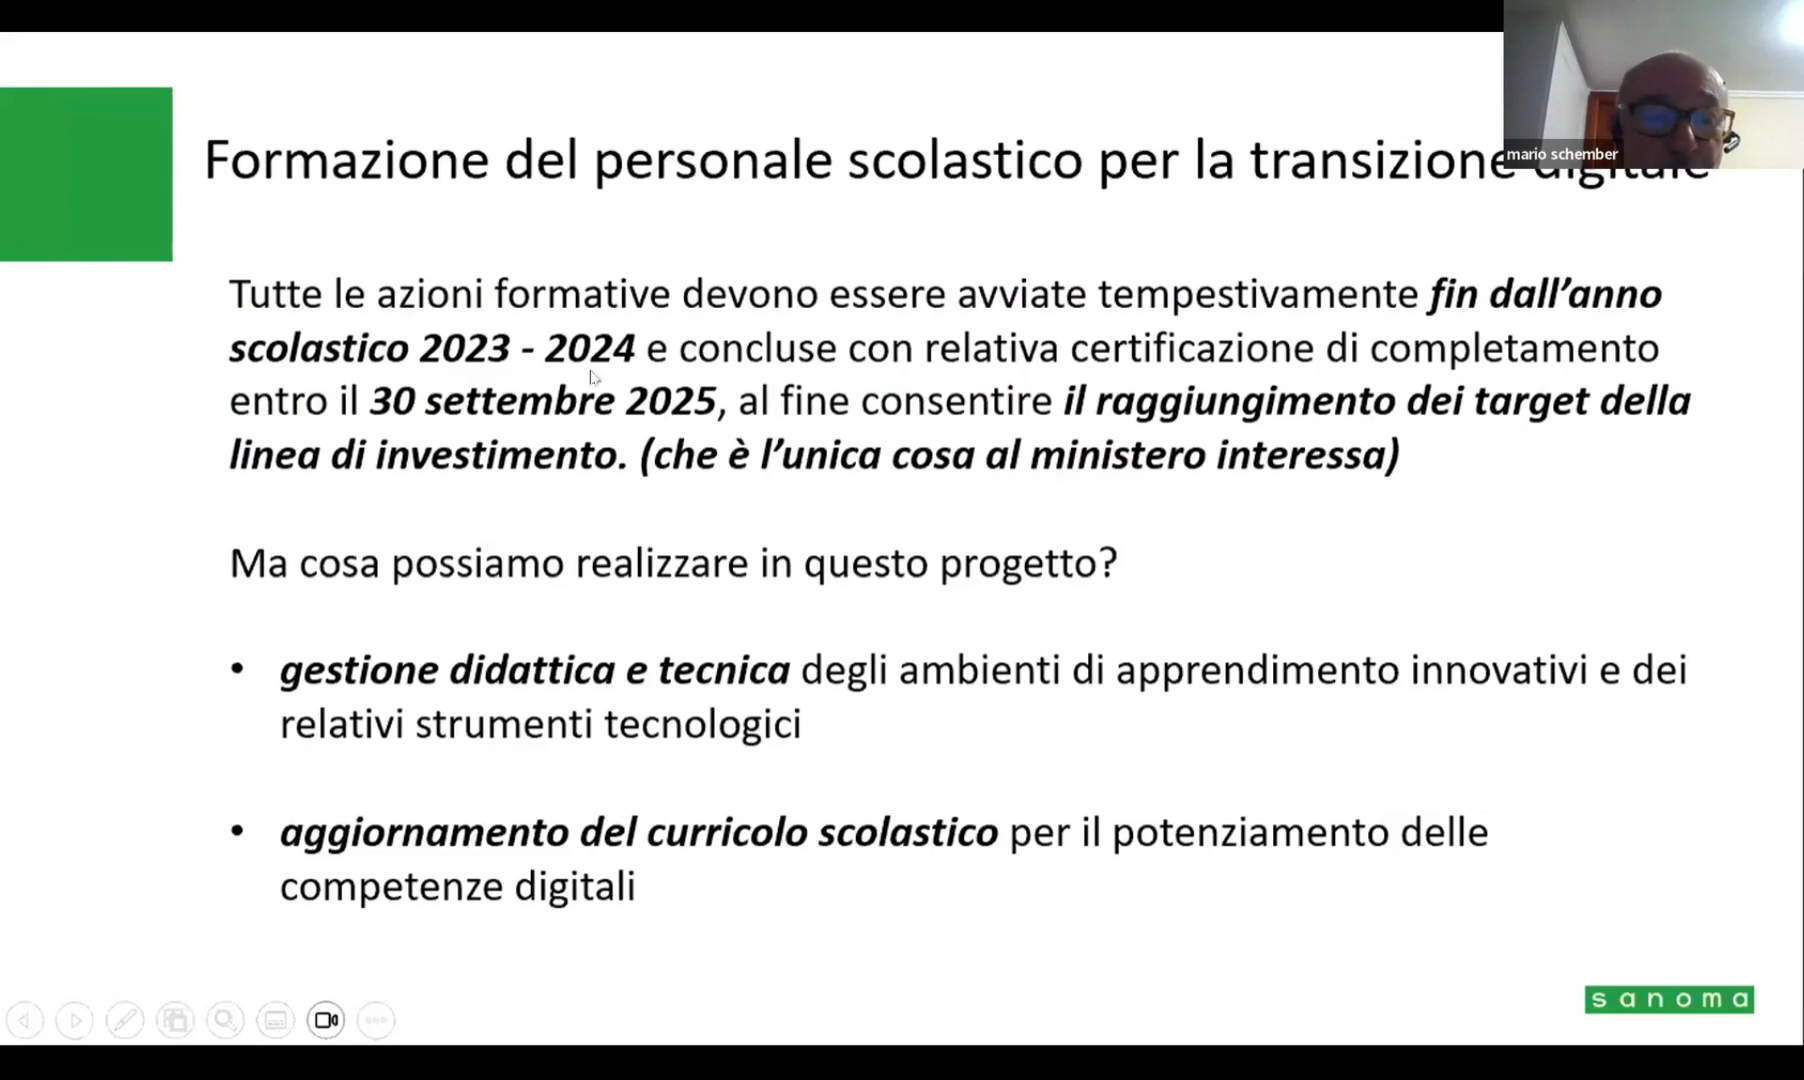 Formazione del personale scolastico per la transizione digitale
mario schember
Tutte le azioni formative devono essere avviate tempestivamente fin dall'anno
scolastico 2023 - 2024 e concluse con relativa certificazione di completamento
entro il 30 settembre 2025, al fine consentire il raggiungimento dei target della
linea di investimento. (che è l'unica cosa al ministero interessa)
Ma cosa possiamo realizzare in questo progetto?
• gestione didattica e tecnica degli ambienti di apprendimento innovativi e dei
relativi strumenti tecnologici
• aggiornamento del curricolo scolastico per il potenziamento delle
competenze digitali
sanoma